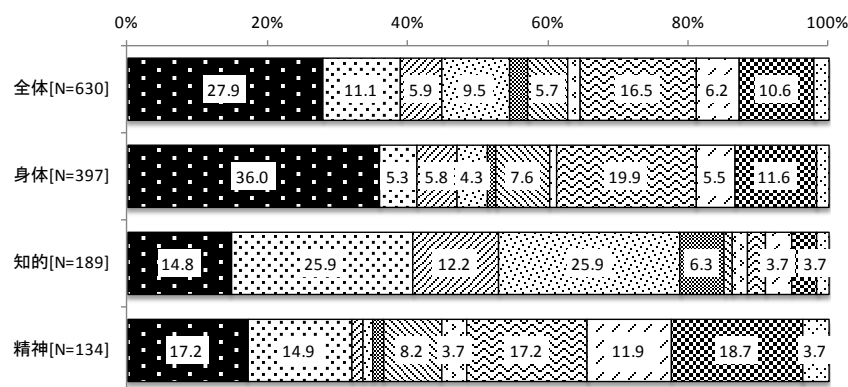 0% 20% 40% 60% 80% 100%
全体[N=630] 27.9 11.1 5.9 9.5 5.7 16.5 6.2 10.6
身体[N=397] 36.0 5.3 5.8 4.3 7.6 19.9 5.5 11.6
知的[N=189] 14.8 25.9 12.2 25.9 6.3 3.7 3.7
精神[N=134] 17.2 14.9 8.2 3.7 17.2 11.9 18.7 3.7